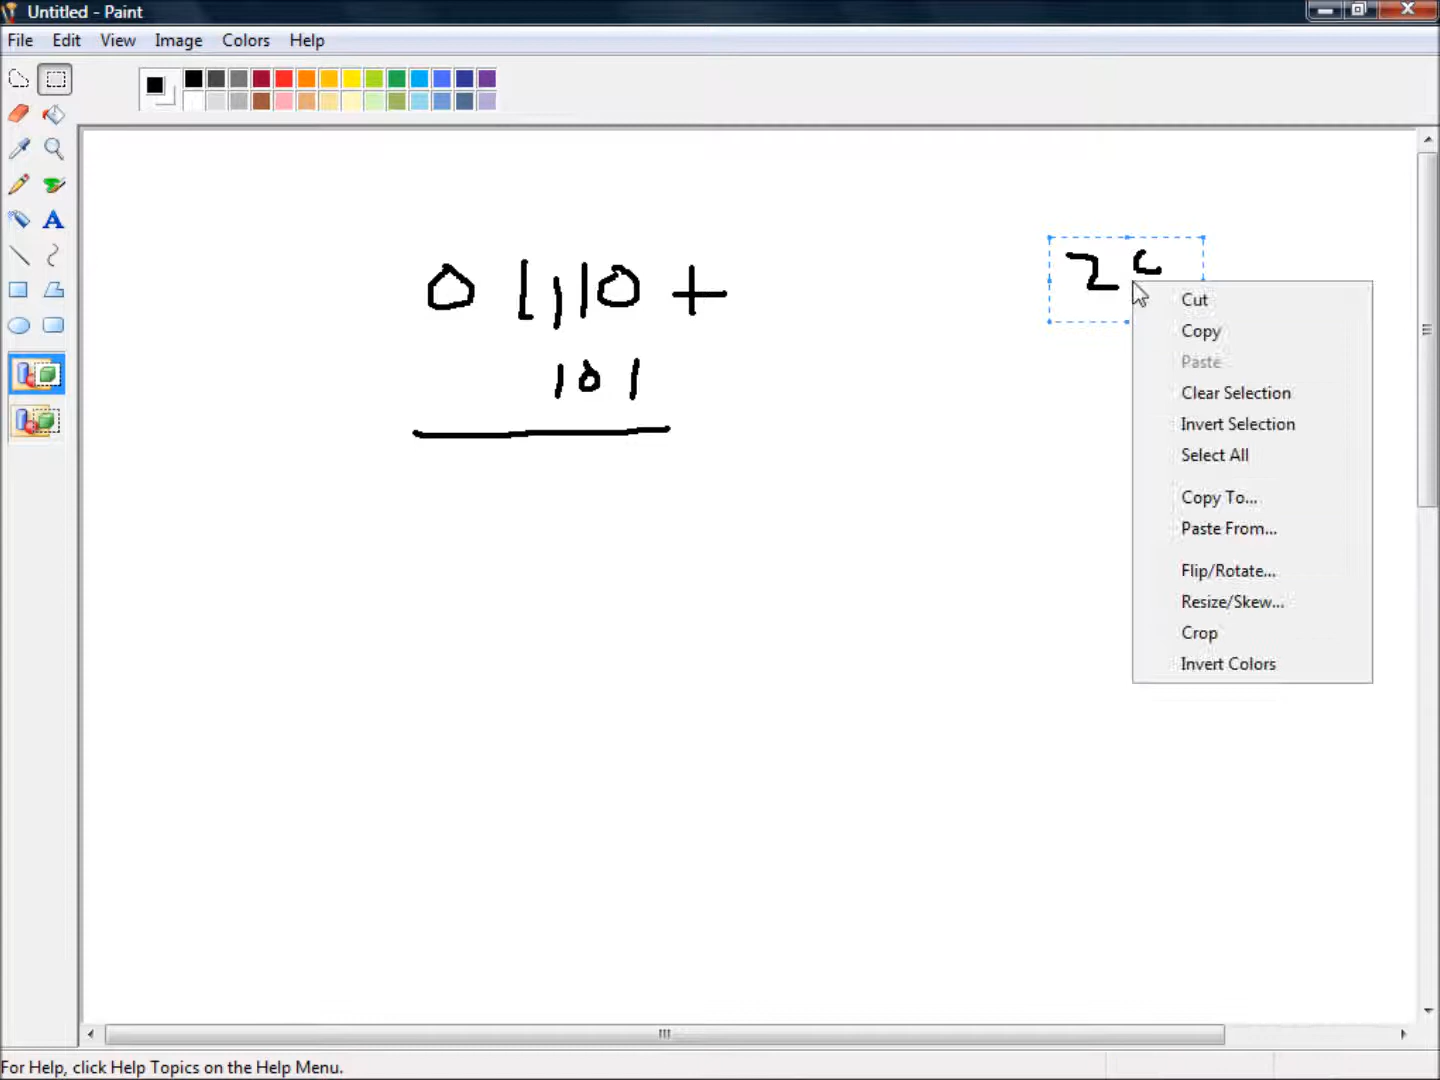 Untitled - Paint
File Edit View Image Colors Help
0 1110 +
101
2
Cut
Copy
Paste
Clear Selection
Invert Selection
Select All
Copy To...
Paste From...
Flip/Rotate...
Resize/Skew...
Crop
Invert Colors
For Help, click Help Topics on the Help Menu.